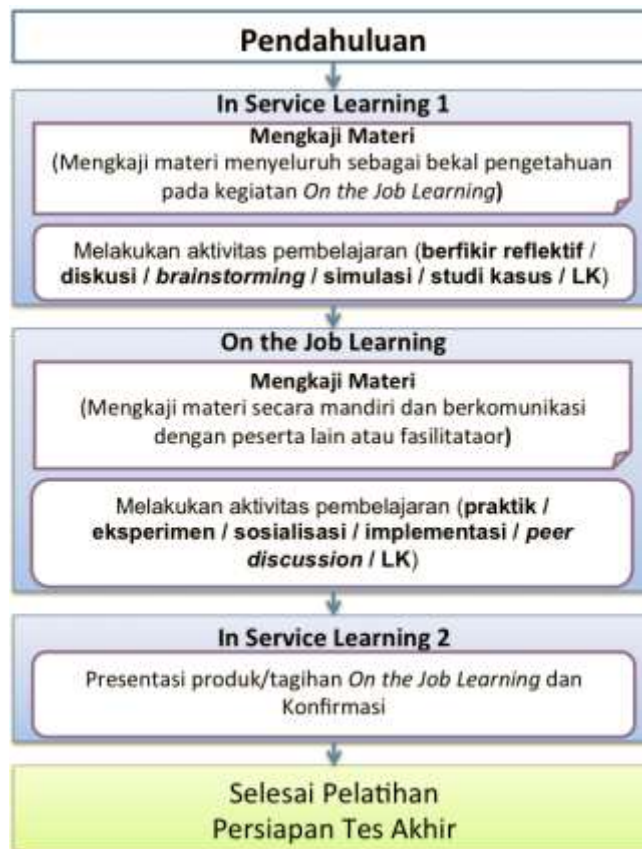 Pendahuluan
In Service Learning 1
Mengkaji Materi
(Mengkaji materi menyeluruh sebagai bekal pengetahuan
pada kegiatan On the Job Learning)
Melakukan aktivitas pembelajaran (berfikir reflektif /
diskusi / brainstorming / simulasi / studi kasus / LK)
On the Job Learning
Mengkaji Materi
(Mengkaji materi secara mandiri dan berkomunikasi
dengan peserta lain atau fasilitataor)
Melakukan aktivitas pembelajaran (praktik /
eksperimen / sosialisasi / implementasi / peer
discussion / LK)
In Service Learning 2
Presentasi produk/tagihan On the Job Learning dan
Konfirmasi
Selesai Pelatihan
Persiapan Tes Akhir